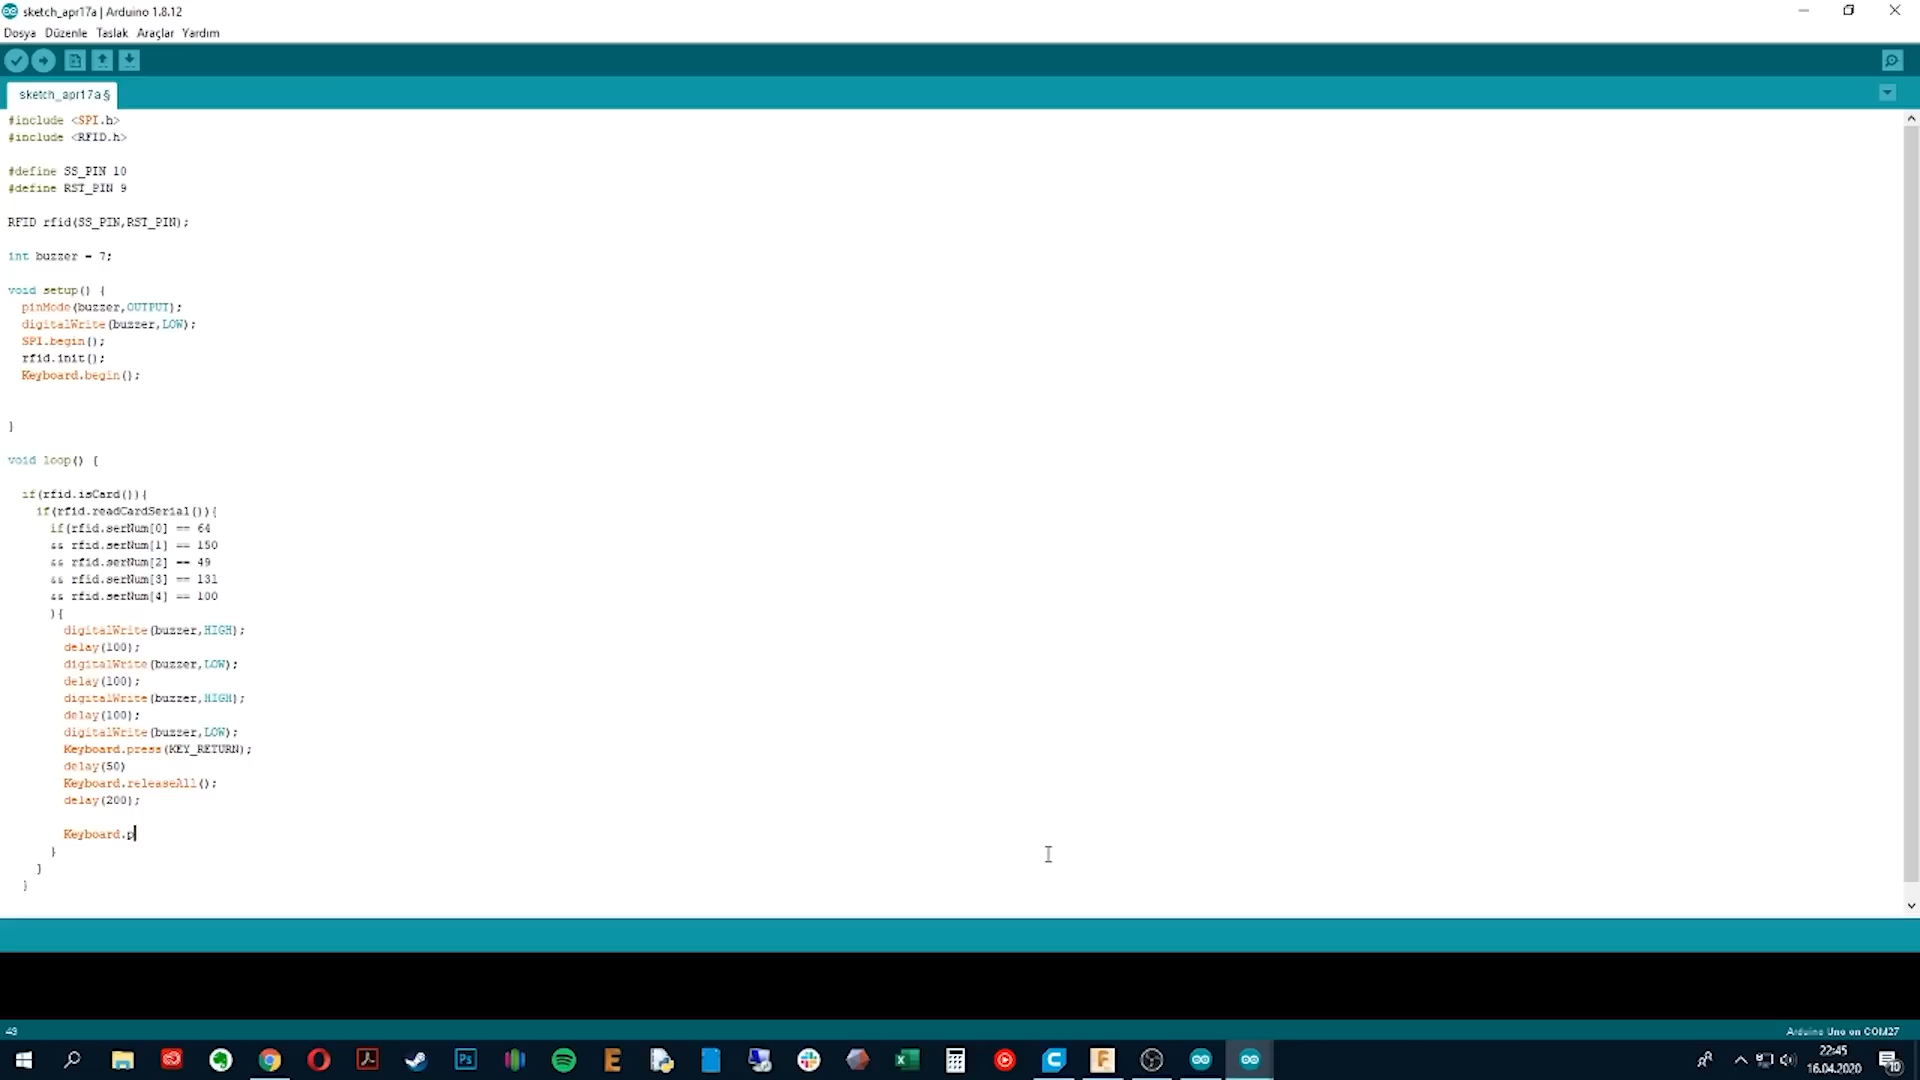 sketch_apr17a | Arduino 1.8.12
Dosya Düzenle Taslak Araçlar Yardım
sketch_apr17a §
#include <SPI.h>
#include <RFID.h>
#define SS_PIN 10
#define RST_PIN 9
RFID rfid(SS_PIN,RST_PIN);
int buzzer = 7;
void setup() {
pinMode(buzzer,OUTPUT);
digitalWrite(buzzer,LOW);
SPI.begin();
rfid.init();
Keyboard.begin();
}
void loop() {
if(rfid.isCard()){
if(rfid.readCardSerial()){
if(rfid.serNum[0] == 64
&& rfid.serNum[1] == 150
&& rfid.serNum[2] == 49
&& rfid.serNum[3] == 131
&& rfid.serNum[4] == 100
){
digitalWrite(buzzer,HIGH);
delay(100);
digitalWrite(buzzer,LOW);
delay(100);
digitalWrite(buzzer,HIGH);
delay(100);
digitalWrite(buzzer,LOW);
Keyboard.press(KEY_RETURN);
delay(50)
Keyboard.releaseAll();
delay(200);
Keyboard.p
}
}
}
43
Arduino Uno on COM27
Ps
22:45
16.04.2020
10